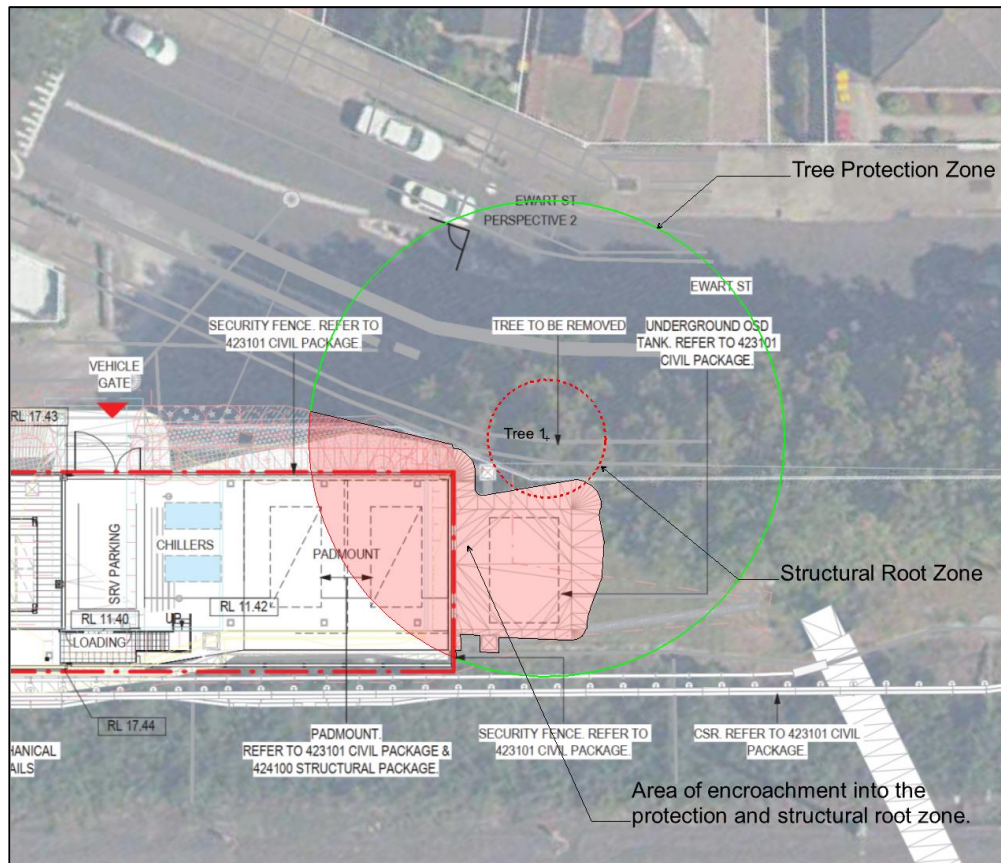 Tree Protection Zone
EWART ST
PERSPECTIVE 2
EWART ST
SECURITY FENCE. REFER TO
423101 CIVIL PACKAGE.
TREE TO BE REMOVED
UNDERGROUND OSD
TANK. REFER TO 423101
CIVIL PACKAGE.
VEHICLE
GATE
RL 17.43
Tree 1
SRV PARKING
CHILLERS
PADMOUNT
Structural Root Zone
RL 11.42
RL 11.40
UP
LOADING
RL 17.44
HANICAL
AILS
PADMOUNT.
REFER TO 423101 CIVIL PACKAGE &
424100 STRUCTURAL PACKAGE.
SECURITY FENCE. REFER TO
423101 CIVIL PACKAGE.
CSR. REFER TO 423101 CIVIL
PACKAGE.
Area of encroachment into the
protection and structural root zone.